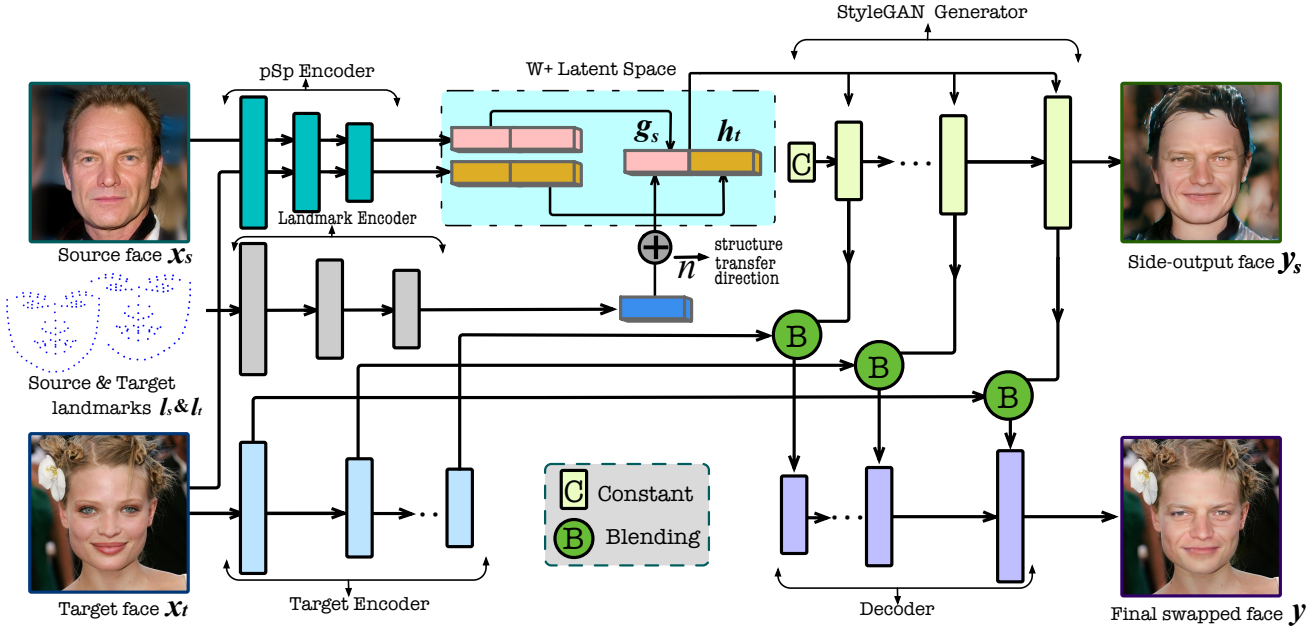 StyleGAN Generator
pSp Encoder
W+ Latent Space
g_s
h_t
C
Landmark Encoder
Source face x_s
+
n
structure
transfer
direction
Side-output face y_s
B
B
B
Source & Target
landmarks l_s&l_t
C Constant
B Blending
Target face x_t
Target Encoder
Decoder
Final swapped face y